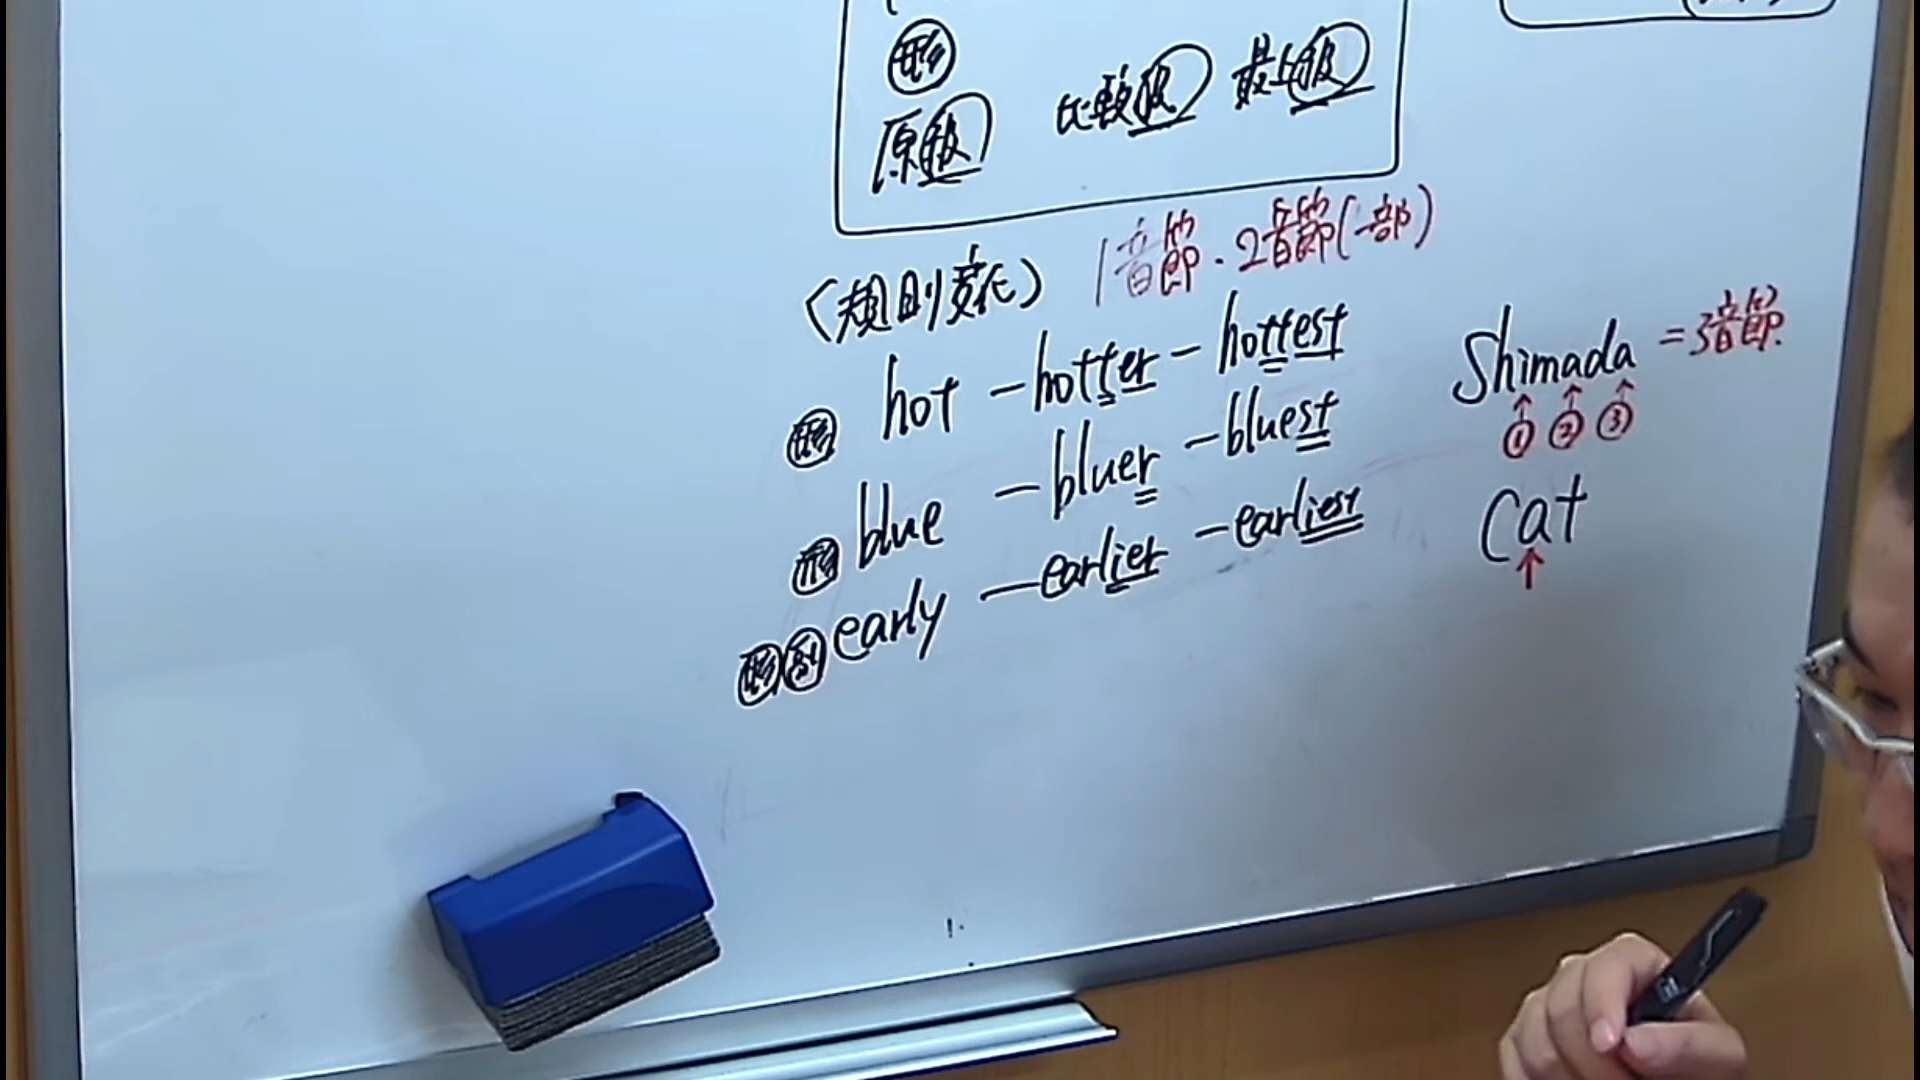 形
原級 比較級 最上級
(規則変化) 1音節・2音節(一部)
形 hot - hotter - hottest
形 blue - bluer - bluest
形 副 early - earlier - earliest
Shimada = 3音節
↑ ↑ ↑
① ② ③
cat
↑